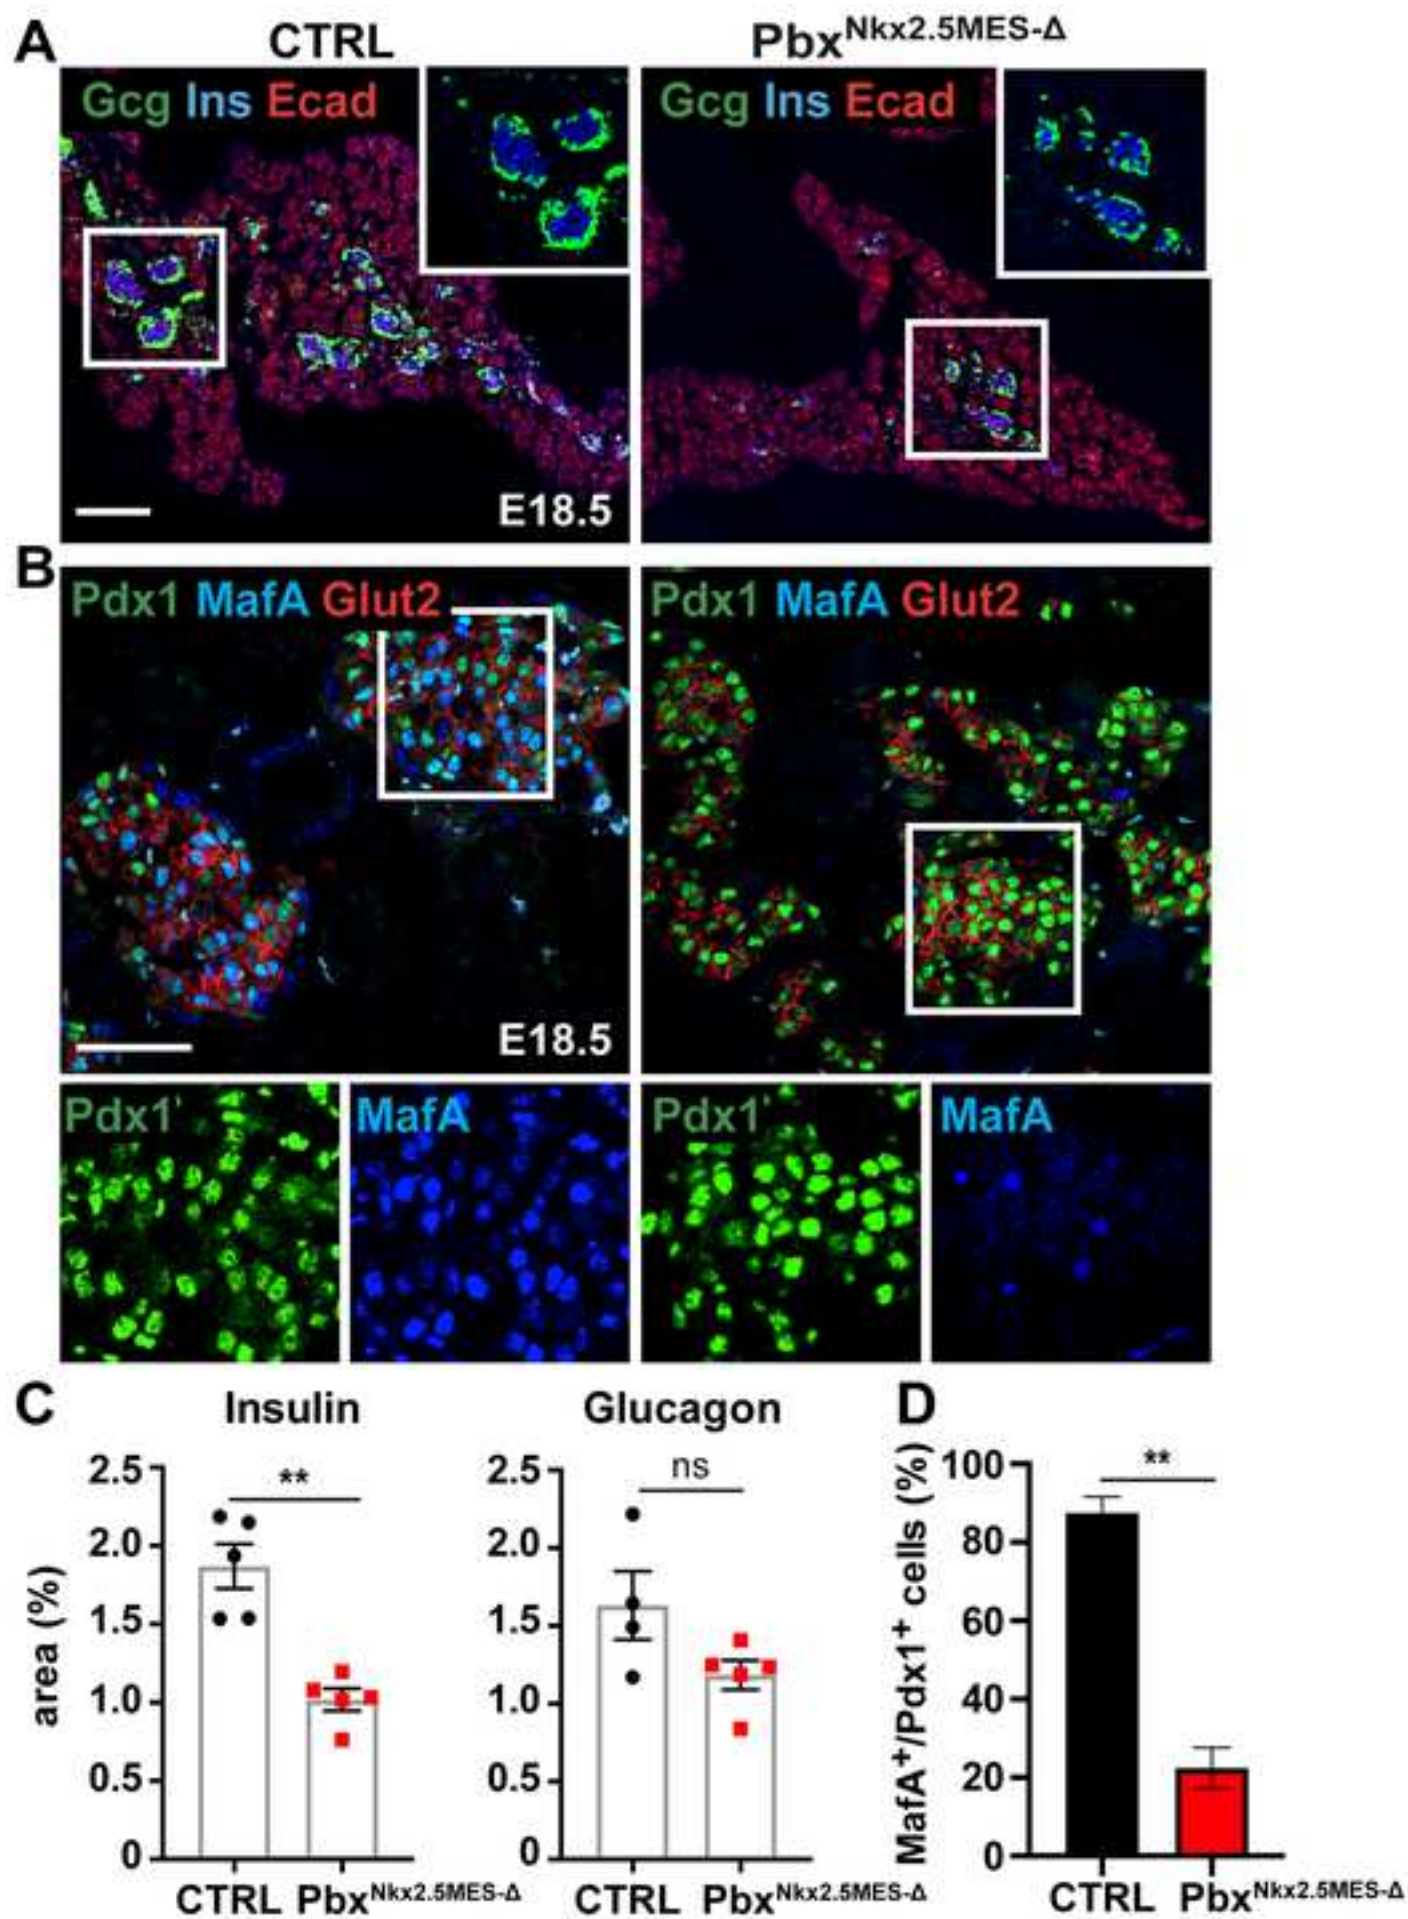 A
CTRL
Pbx^Nkx2.5MES-Δ
Gcg Ins Ecad
Gcg Ins Ecad
E18.5
B
Pdx1 MafA Glut2
Pdx1 MafA Glut2
E18.5
Pdx1
MafA
Pdx1
MafA
C
Insulin
area (%)
2.5
2.0
1.5
1.0
0.5
0
**
CTRL Pbx^Nkx2.5MES-Δ
Glucagon
2.5
2.0
1.5
1.0
0.5
0
ns
CTRL Pbx^Nkx2.5MES-Δ
D
MafA⁺/Pdx1⁺ cells (%)
100
80
60
40
20
0
**
CTRL Pbx^Nkx2.5MES-Δ